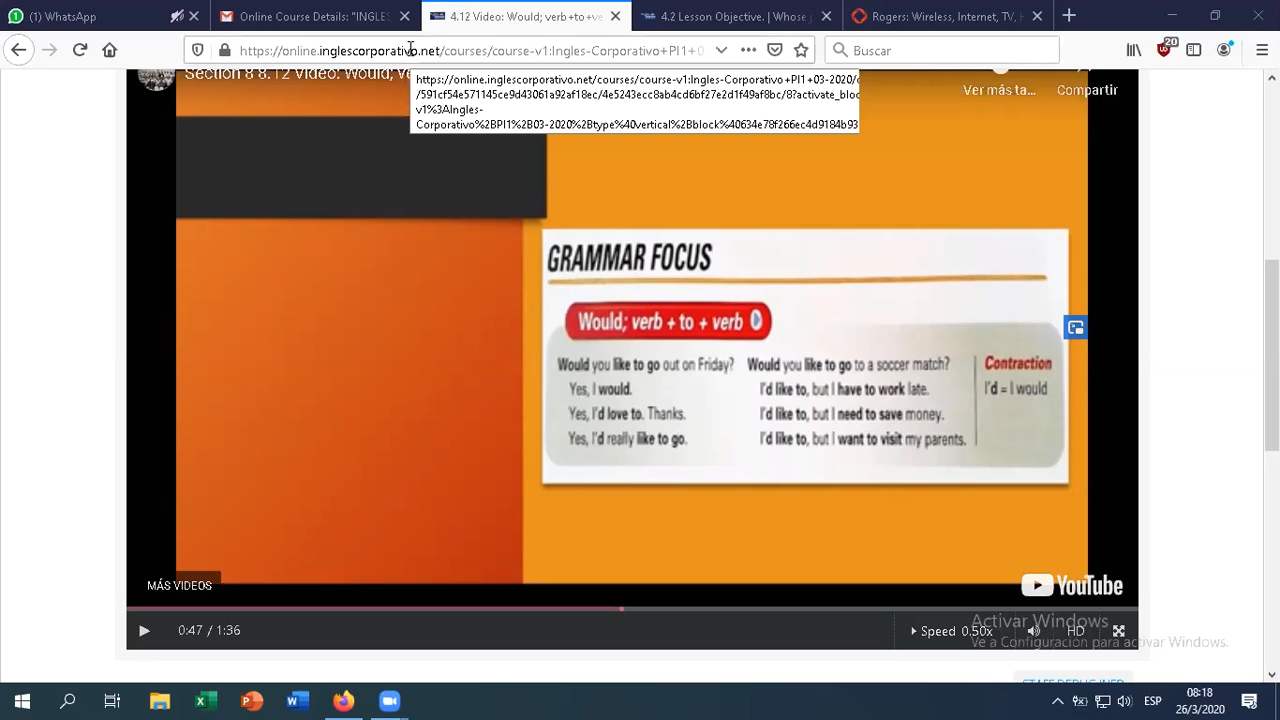 (1) WhatsApp
Online Course Details: "INGLES
4.12 Video: Would; verb +to+ve
4.2 Lesson Objective. | Whose j
Rogers: Wireless, Internet, TV, H
https://online.inglescorporativo.net/courses/course-v1:Ingles-Corporativo+PI1+0
Buscar
20
Section 8 8.12 Video: Would; ve
https://online.inglescorporativo.net/courses/course-v1:Ingles-Corporativo+PI1+03-2020/c
/591cf54e571145ce9d43061a92af18ec/4e5243ecc8ab4cd6bf27e2d1f49af8bc/8?activate_bloc
v1%3AIngles-
Corporativo%2BPI1%2B03-2020%2Btype%40vertical%2Bblock%40634e78f266ec4d9184b93
Ver más ta...
Compartir
GRAMMAR FOCUS
Would; verb + to + verb
Would you like to go out on Friday?
Yes, I would.
Yes, I'd love to. Thanks.
Yes, I'd really like to go.
Would you like to go to a soccer match?
I'd like to, but I have to work late.
I'd like to, but I need to save money.
I'd like to, but I want to visit my parents.
Contraction
I'd = I would
MÁS VIDEOS
YouTube
0:47 / 1:36
Speed 0.50x
HD
Activar Windows
Ve a Configuración para activar Windows.
STAFF DEBUG INFO
ESP
08:18
26/3/2020